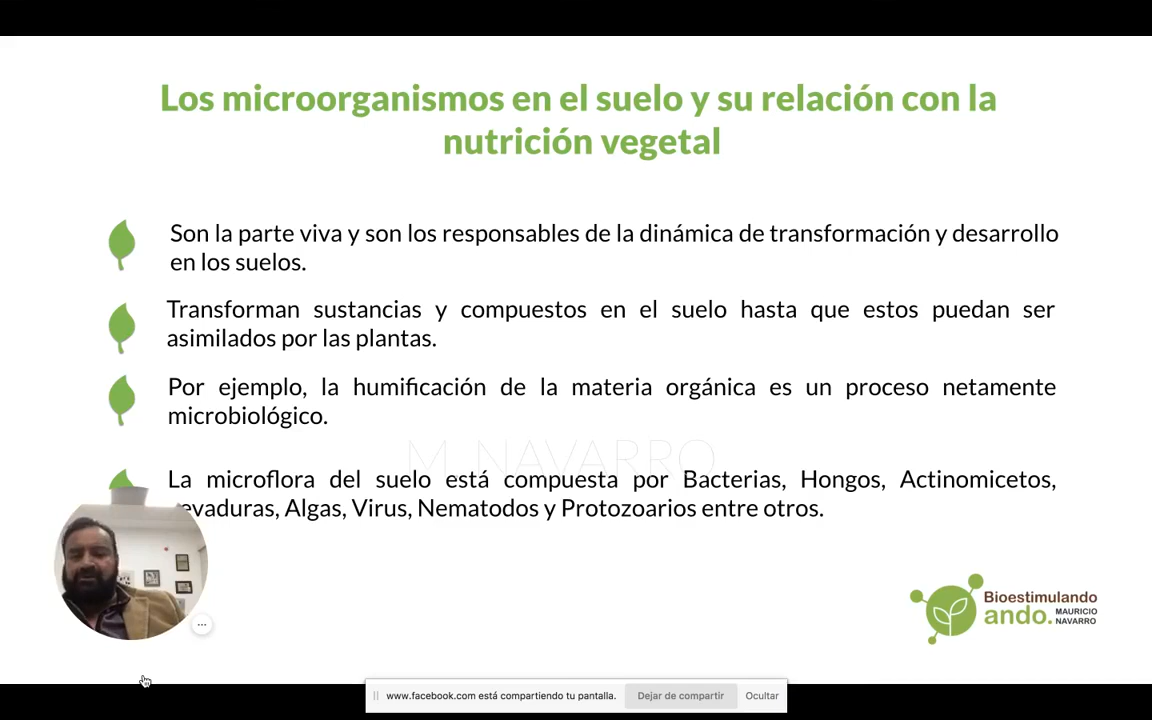 Los microorganismos en el suelo y su relación con la
nutrición vegetal
Son la parte viva y son los responsables de la dinámica de transformación y desarrollo
en los suelos.
Transforman sustancias y compuestos en el suelo hasta que estos puedan ser
asimilados por las plantas.
Por ejemplo, la humificación de la materia orgánica es un proceso netamente
microbiológico.
M NAVARRO
La microflora del suelo está compuesta por Bacterias, Hongos, Actinomicetos,
evaduras, Algas, Virus, Nematodos y Protozoarios entre otros.
Bioestimulando
ando. MAURICIO
NAVARRO
www.facebook.com está compartiendo tu pantalla. Dejar de compartir Ocultar